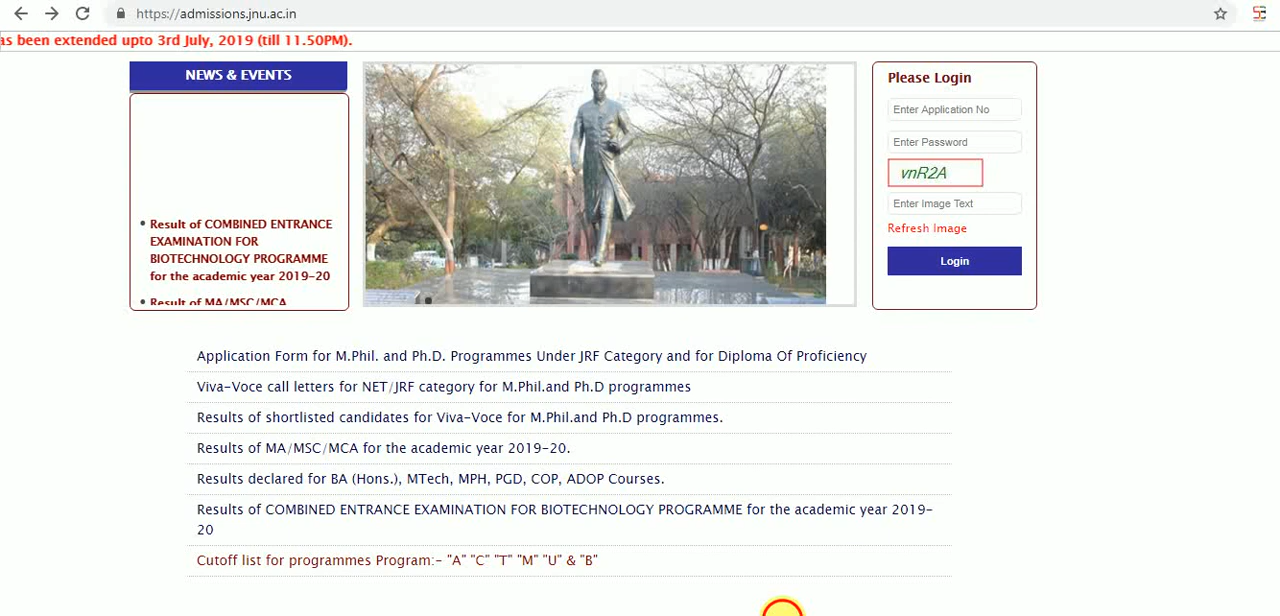 https://admissions.jnu.ac.in
as been extended upto 3rd July, 2019 (till 11.50PM).
NEWS & EVENTS
• Result of COMBINED ENTRANCE
EXAMINATION FOR
BIOTECHNOLOGY PROGRAMME
for the academic year 2019-20
• Result of MA/MSC/MCA
Please Login
Enter Application No
Enter Password
vnR2A
Enter Image Text
Refresh Image
Login
Application Form for M.Phil. and Ph.D. Programmes Under JRF Category and for Diploma Of Proficiency
Viva-Voce call letters for NET/JRF category for M.Phil.and Ph.D programmes
Results of shortlisted candidates for Viva-Voce for M.Phil.and Ph.D programmes.
Results of MA/MSC/MCA for the academic year 2019-20.
Results declared for BA (Hons.), MTech, MPH, PGD, COP, ADOP Courses.
Results of COMBINED ENTRANCE EXAMINATION FOR BIOTECHNOLOGY PROGRAMME for the academic year 2019-
20
Cutoff list for programmes Program:- "A" "C" "T" "M" "U" & "B"